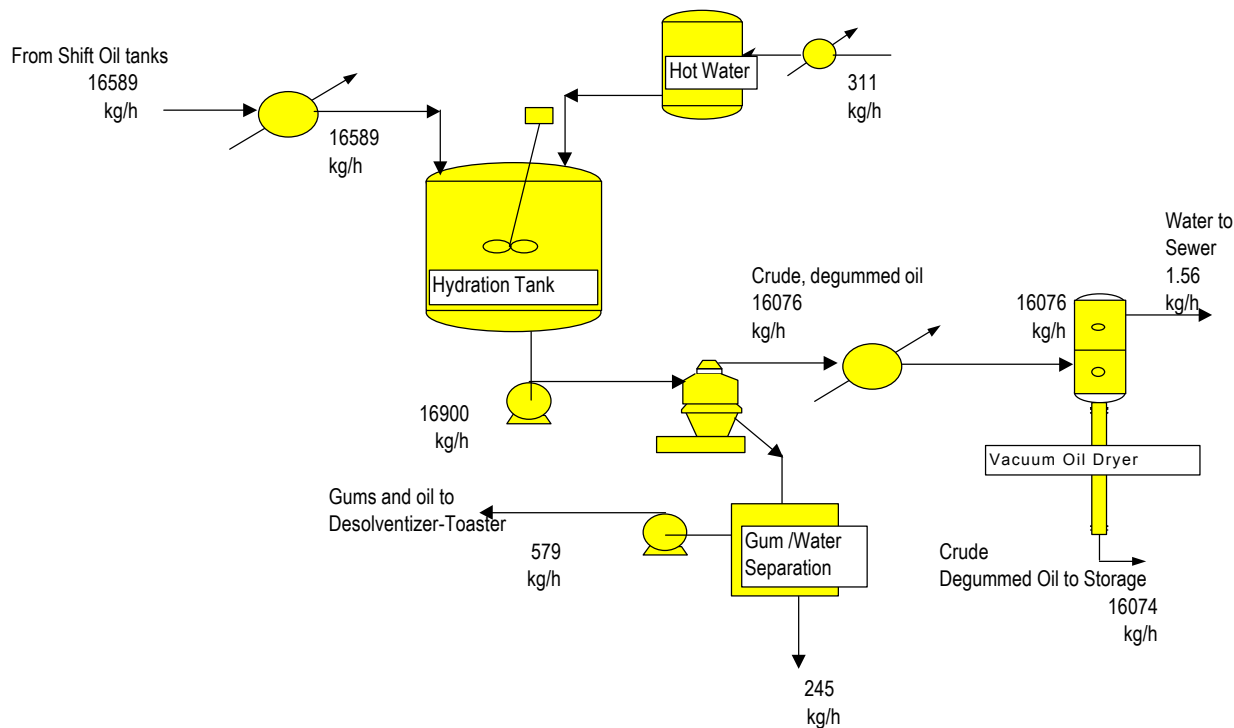 From Shift Oil tanks
16589
kg/h
16589
kg/h
Hot Water
311
kg/h
Hydration Tank
16900
kg/h
Crude, degummed oil
16076
kg/h
16076
kg/h
Water to
Sewer
1.56
kg/h
Vacuum Oil Dryer
Gums and oil to
Desolventizer-Toaster
579
kg/h
Gum /Water
Separation
245
kg/h
Crude
Degummed Oil to Storage
16074
kg/h